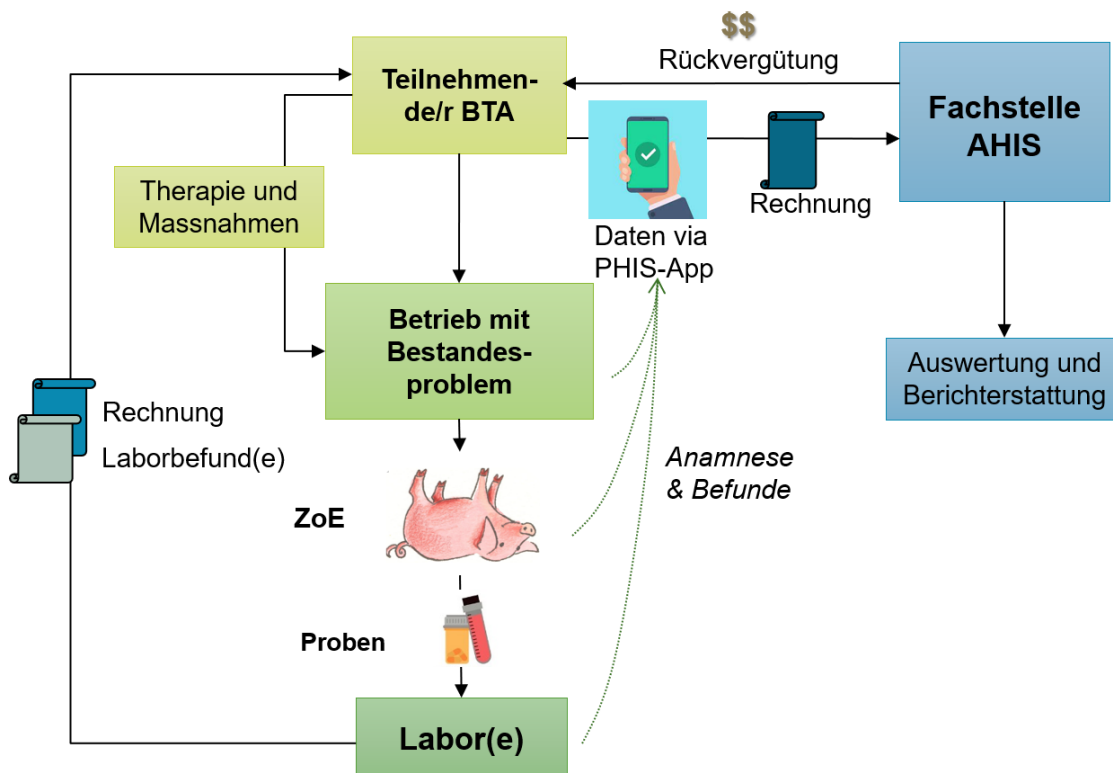 $$
Rückvergütung
Teilnehmen-
de/r BTA
Fachstelle
AHIS
Therapie und
Massnahmen
Rechnung
Daten via
PHIS-App
Betrieb mit
Bestandes-
problem
Auswertung und
Berichterstattung
Rechnung
Laborbefund(e)
Anamnese
& Befunde
ZoE
Proben
Labor(e)